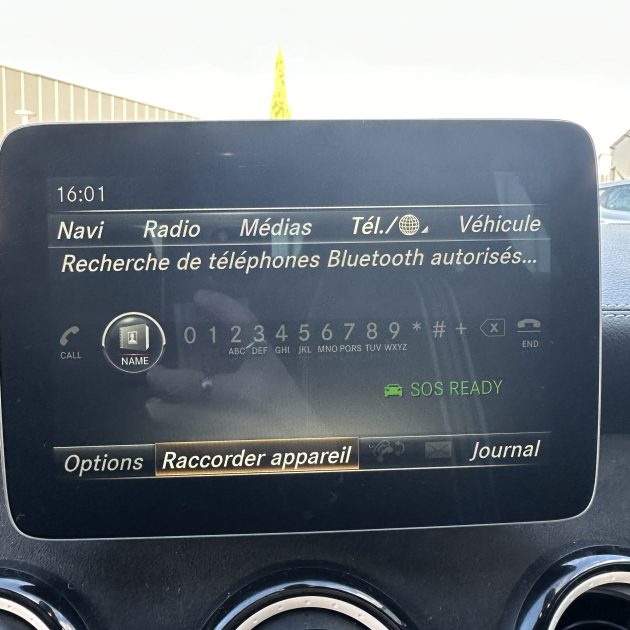 16:01
Navi Radio Médias Tél./ Véhicule
Recherche de téléphones Bluetooth autorisés...
CALL NAME 0 1 2 3 4 5 6 7 8 9 * # + END
ABC DEF GHI JKL MNO PQRS TUV WXYZ
SOS READY
Options Raccorder appareil Journal